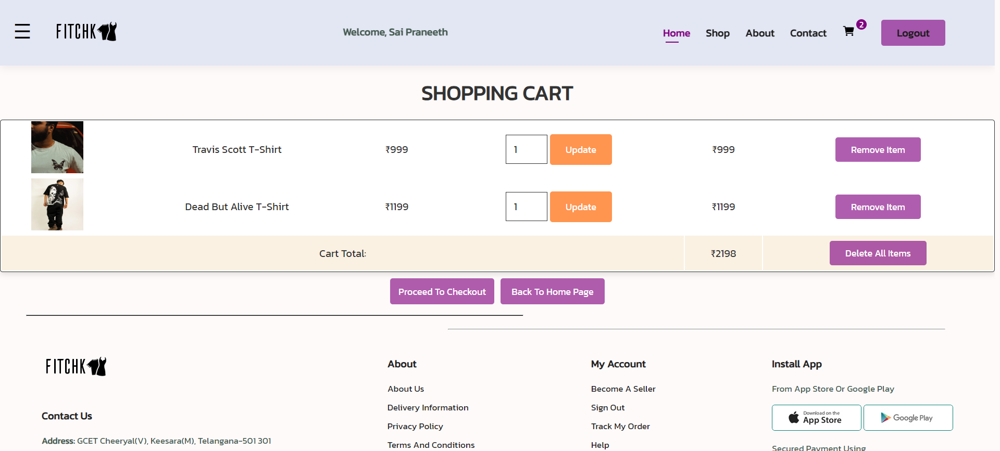 FITCHK
Welcome, Sai Praneeth
Home Shop About Contact 2 Logout
SHOPPING CART
Travis Scott T-Shirt ₹999 1 Update ₹999 Remove Item
Dead But Alive T-Shirt ₹1199 1 Update ₹1199 Remove Item
Cart Total: ₹2198 Delete All Items
Proceed To Checkout Back To Home Page
FITCHK
Contact Us
Address: GCET Cheeryal(V), Keesara(M), Telangana-501 301
About
About Us
Delivery Information
Privacy Policy
Terms And Conditions
My Account
Become A Seller
Sign Out
Track My Order
Help
Install App
From App Store Or Google Play
Download on the
App Store
Google Play
Secured Payment Using